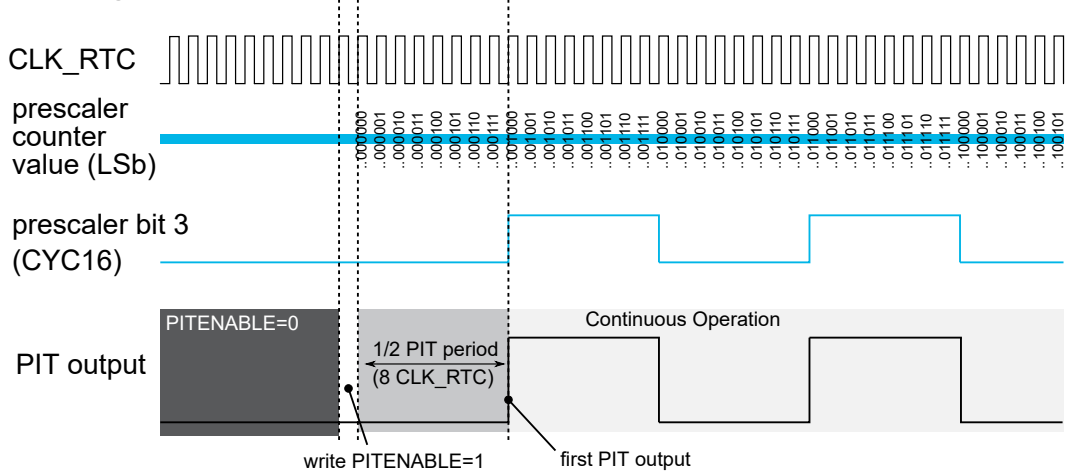 CLK_RTC
prescaler
counter
value (LSb)
..000000
..000001
..000010
..000011
..000100
..000101
..000110
..000111
..001000
..001001
..001010
..001011
..001100
..001101
..001110
..001111
..010000
..010001
..010010
..010011
..010100
..010101
..010110
..010111
..011000
..011001
..011010
..011011
..011100
..011101
..011110
..011111
..100000
..100001
..100010
..100011
..100100
..100101
prescaler bit 3
(CYC16)
PITENABLE=0
Continuous Operation
PIT output
1/2 PIT period
(8 CLK_RTC)
write PITENABLE=1
first PIT output